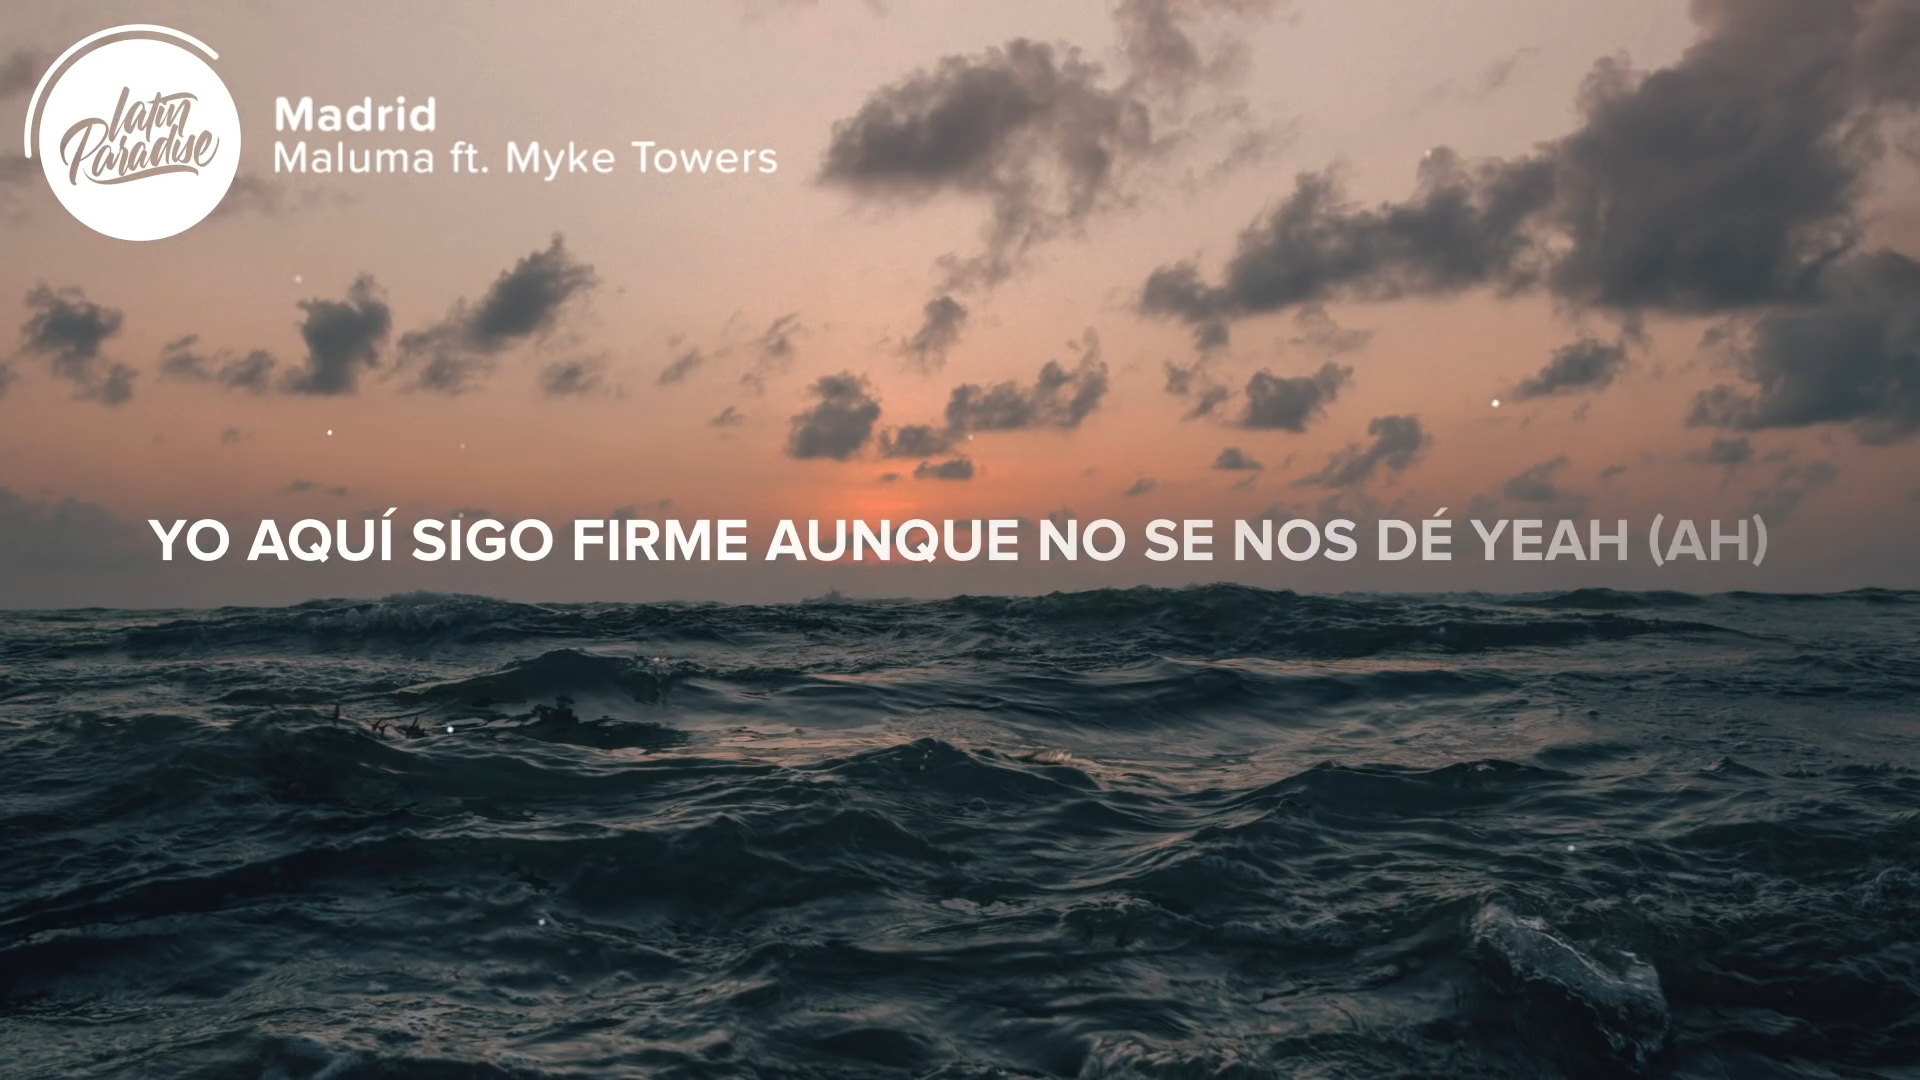 latin
Paradise
Madrid
Maluma ft. Myke Towers
YO AQUÍ SIGO FIRME AUNQUE NO SE NOS DÉ YEAH (AH)